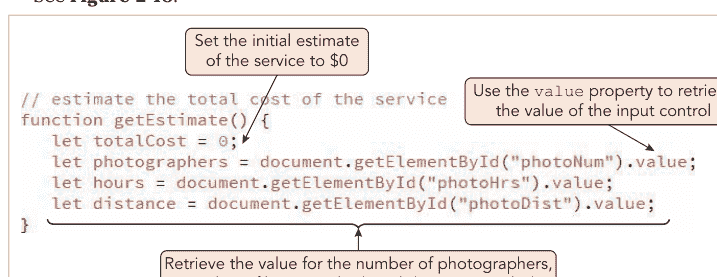 See Figure 2-18.
Set the initial estimate
of the service to $0
Use the value property to retrie
the value of the input control
// estimate the total cost of the service
function getEstimate() {
let totalCost = 0;
let photographers = document.getElementById("photoNum").value;
let hours = document.getElementById("photoHrs").value;
let distance = document.getElementById("photoDist").value;
}
Retrieve the value for the number of photographers,